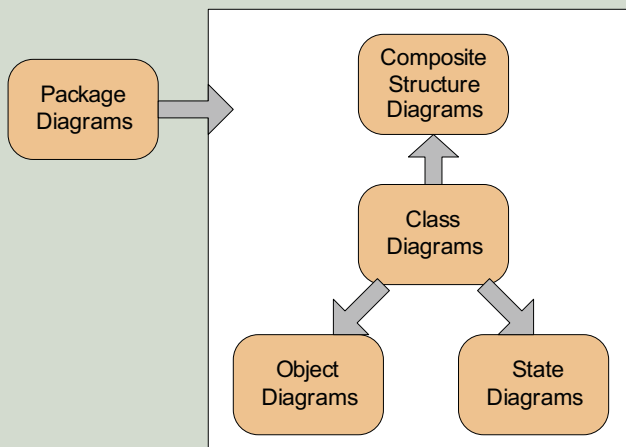 Composite
Structure
Diagrams
Package
Diagrams
Class
Diagrams
Object
Diagrams
State
Diagrams